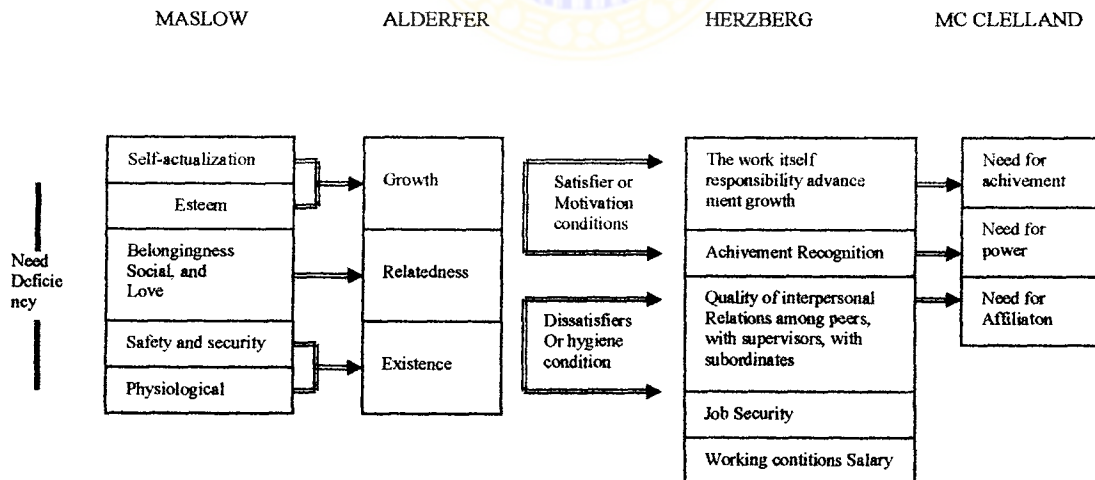 MASLOW ALDERFER HERZBERG MC CLELLAND
Need
Deficie
ncy
Self-actualization
Esteem
Belongingness
Social, and
Love
Safety and security
Physiological
Growth
Relatedness
Existence
Satisfier or
Motivation
conditions
Dissatisfiers
Or hygiene
condition
The work itself
responsibility advance
ment growth
Achivement Recognition
Quality of interpersonal
Relations among peers,
with supervisors, with
subordinates
Job Security
Working contitions Salary
Need for
achivement
Need for
power
Need for
Affiliaton